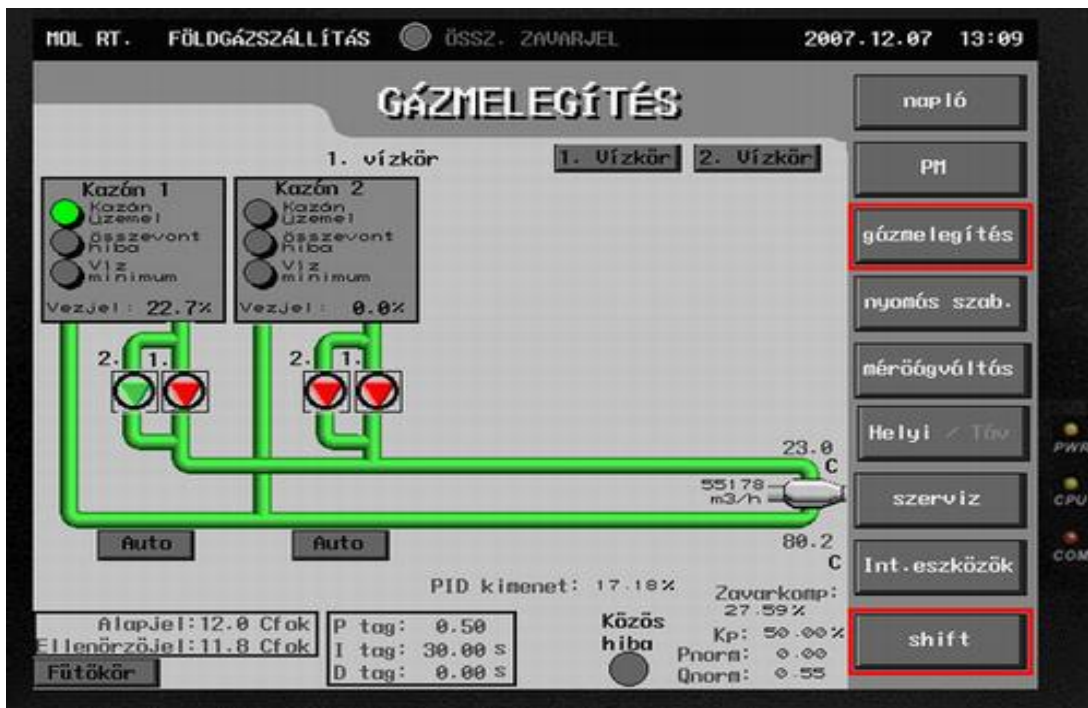 MOL RT. FÖLDGÁZSZÁLLÍTÁS ÖSSZ. ZAVARJEL 2007.12.07 13:09
GÁZMELEGÍTÉS
1. vízkör 1. Vízkör 2. Vízkör
Kazán 1
Kazán üzemel
összevont hiba
Víz minimum
Vezjel: 22.7%
Kazán 2
Kazán üzemel
összevont hiba
Víz minimum
Vezjel: 0.0%
2. 1.
2. 1.
23.0 C
55178 m3/h
80.2 C
Auto
Auto
PID kimenet: 17.18%
Zavarkomp:
27.59%
Kp: 50.00%
Pnorm: 0.00
Qnorm: 0.55
Alapjel:12.0 Cfok
Ellenörzöjel:11.8 Cfok
Fütökör
P tag: 0.50
I tag: 30.00 s
D tag: 0.00 s
Közös hiba
napló
PM
gázmelegítés
nyomás szab.
méröágváltás
Helyi / Táv
szerviz
Int.eszközök
shift
PWR
CPU
COM